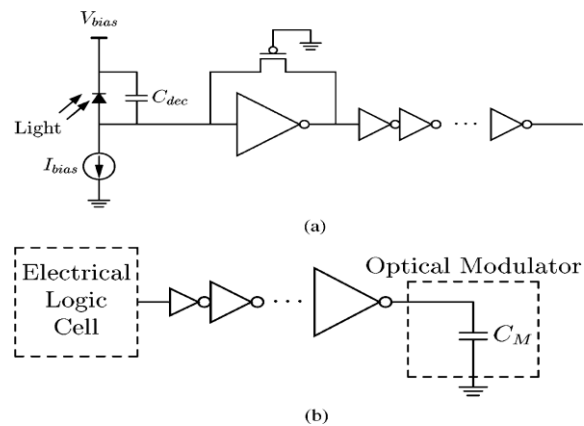 V_bias
C_dec
Light
I_bias
(a)
Electrical
Logic
Cell
Optical Modulator
C_M
(b)